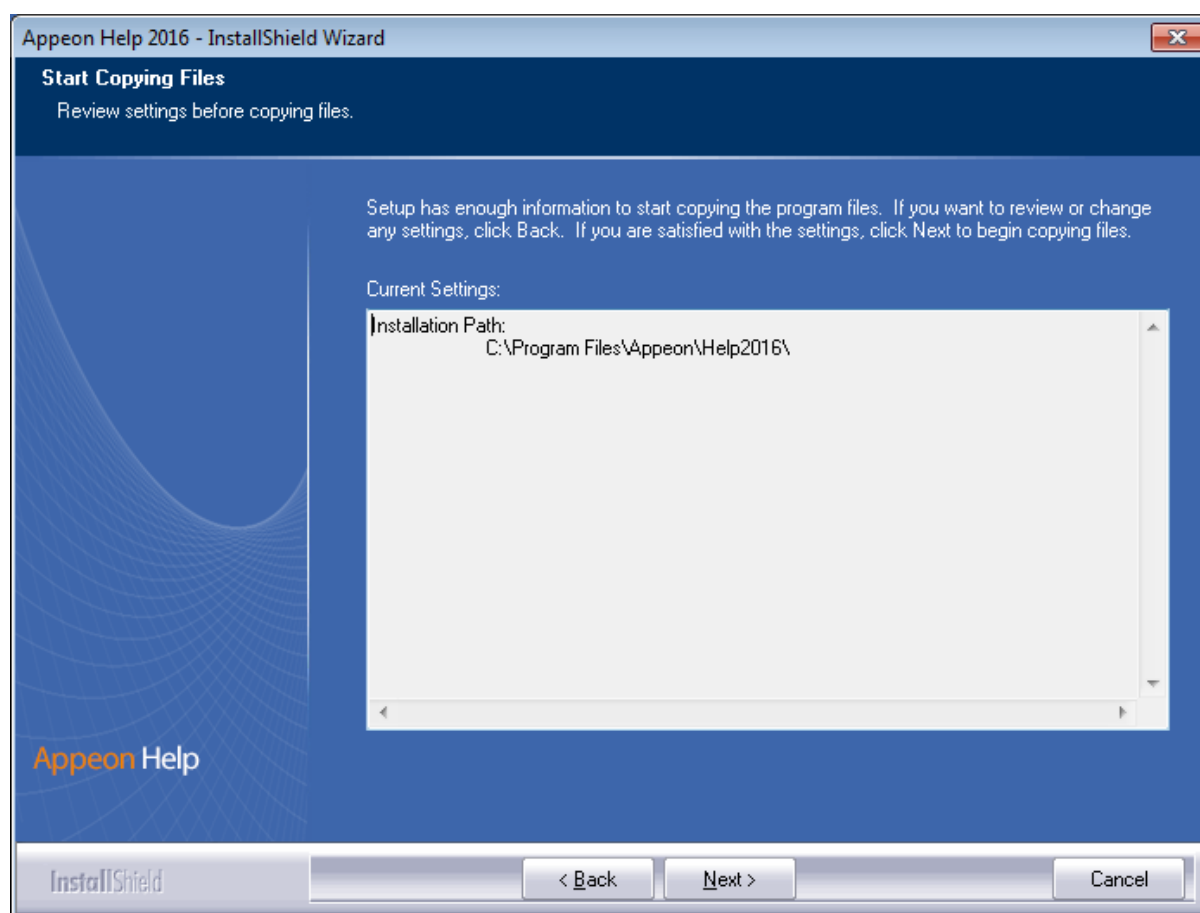 Appeon Help 2016 - InstallShield Wizard
Start Copying Files
Review settings before copying files.
Setup has enough information to start copying the program files. If you want to review or change
any settings, click Back. If you are satisfied with the settings, click Next to begin copying files.
Current Settings:
Installation Path:
C:\Program Files\Appeon\Help2016\
Appeon Help
InstallShield
< Back
Next >
Cancel